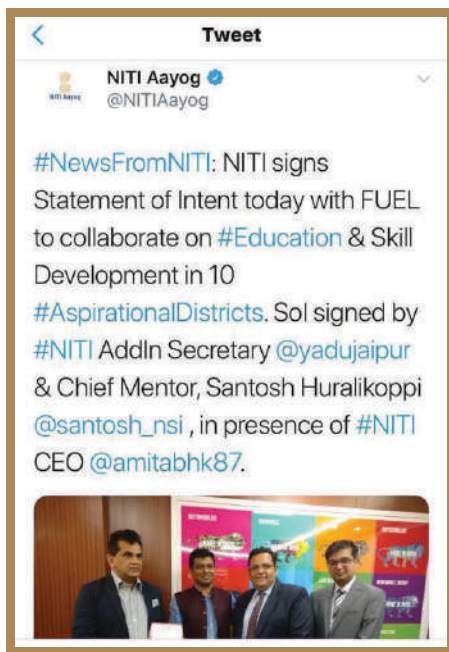 Tweet
NITI Aayog
@NITIAayog
NITI Aayog
#NewsFromNITI: NITI signs
Statement of Intent today with FUEL
to collaborate on #Education & Skill
Development in 10
#AspirationalDistricts. SoI signed by
#NITI Addln Secretary @yadujaipur
& Chief Mentor, Santosh Huralikoppi
@santosh_nsi , in presence of #NITI
CEO @amitabhk87.